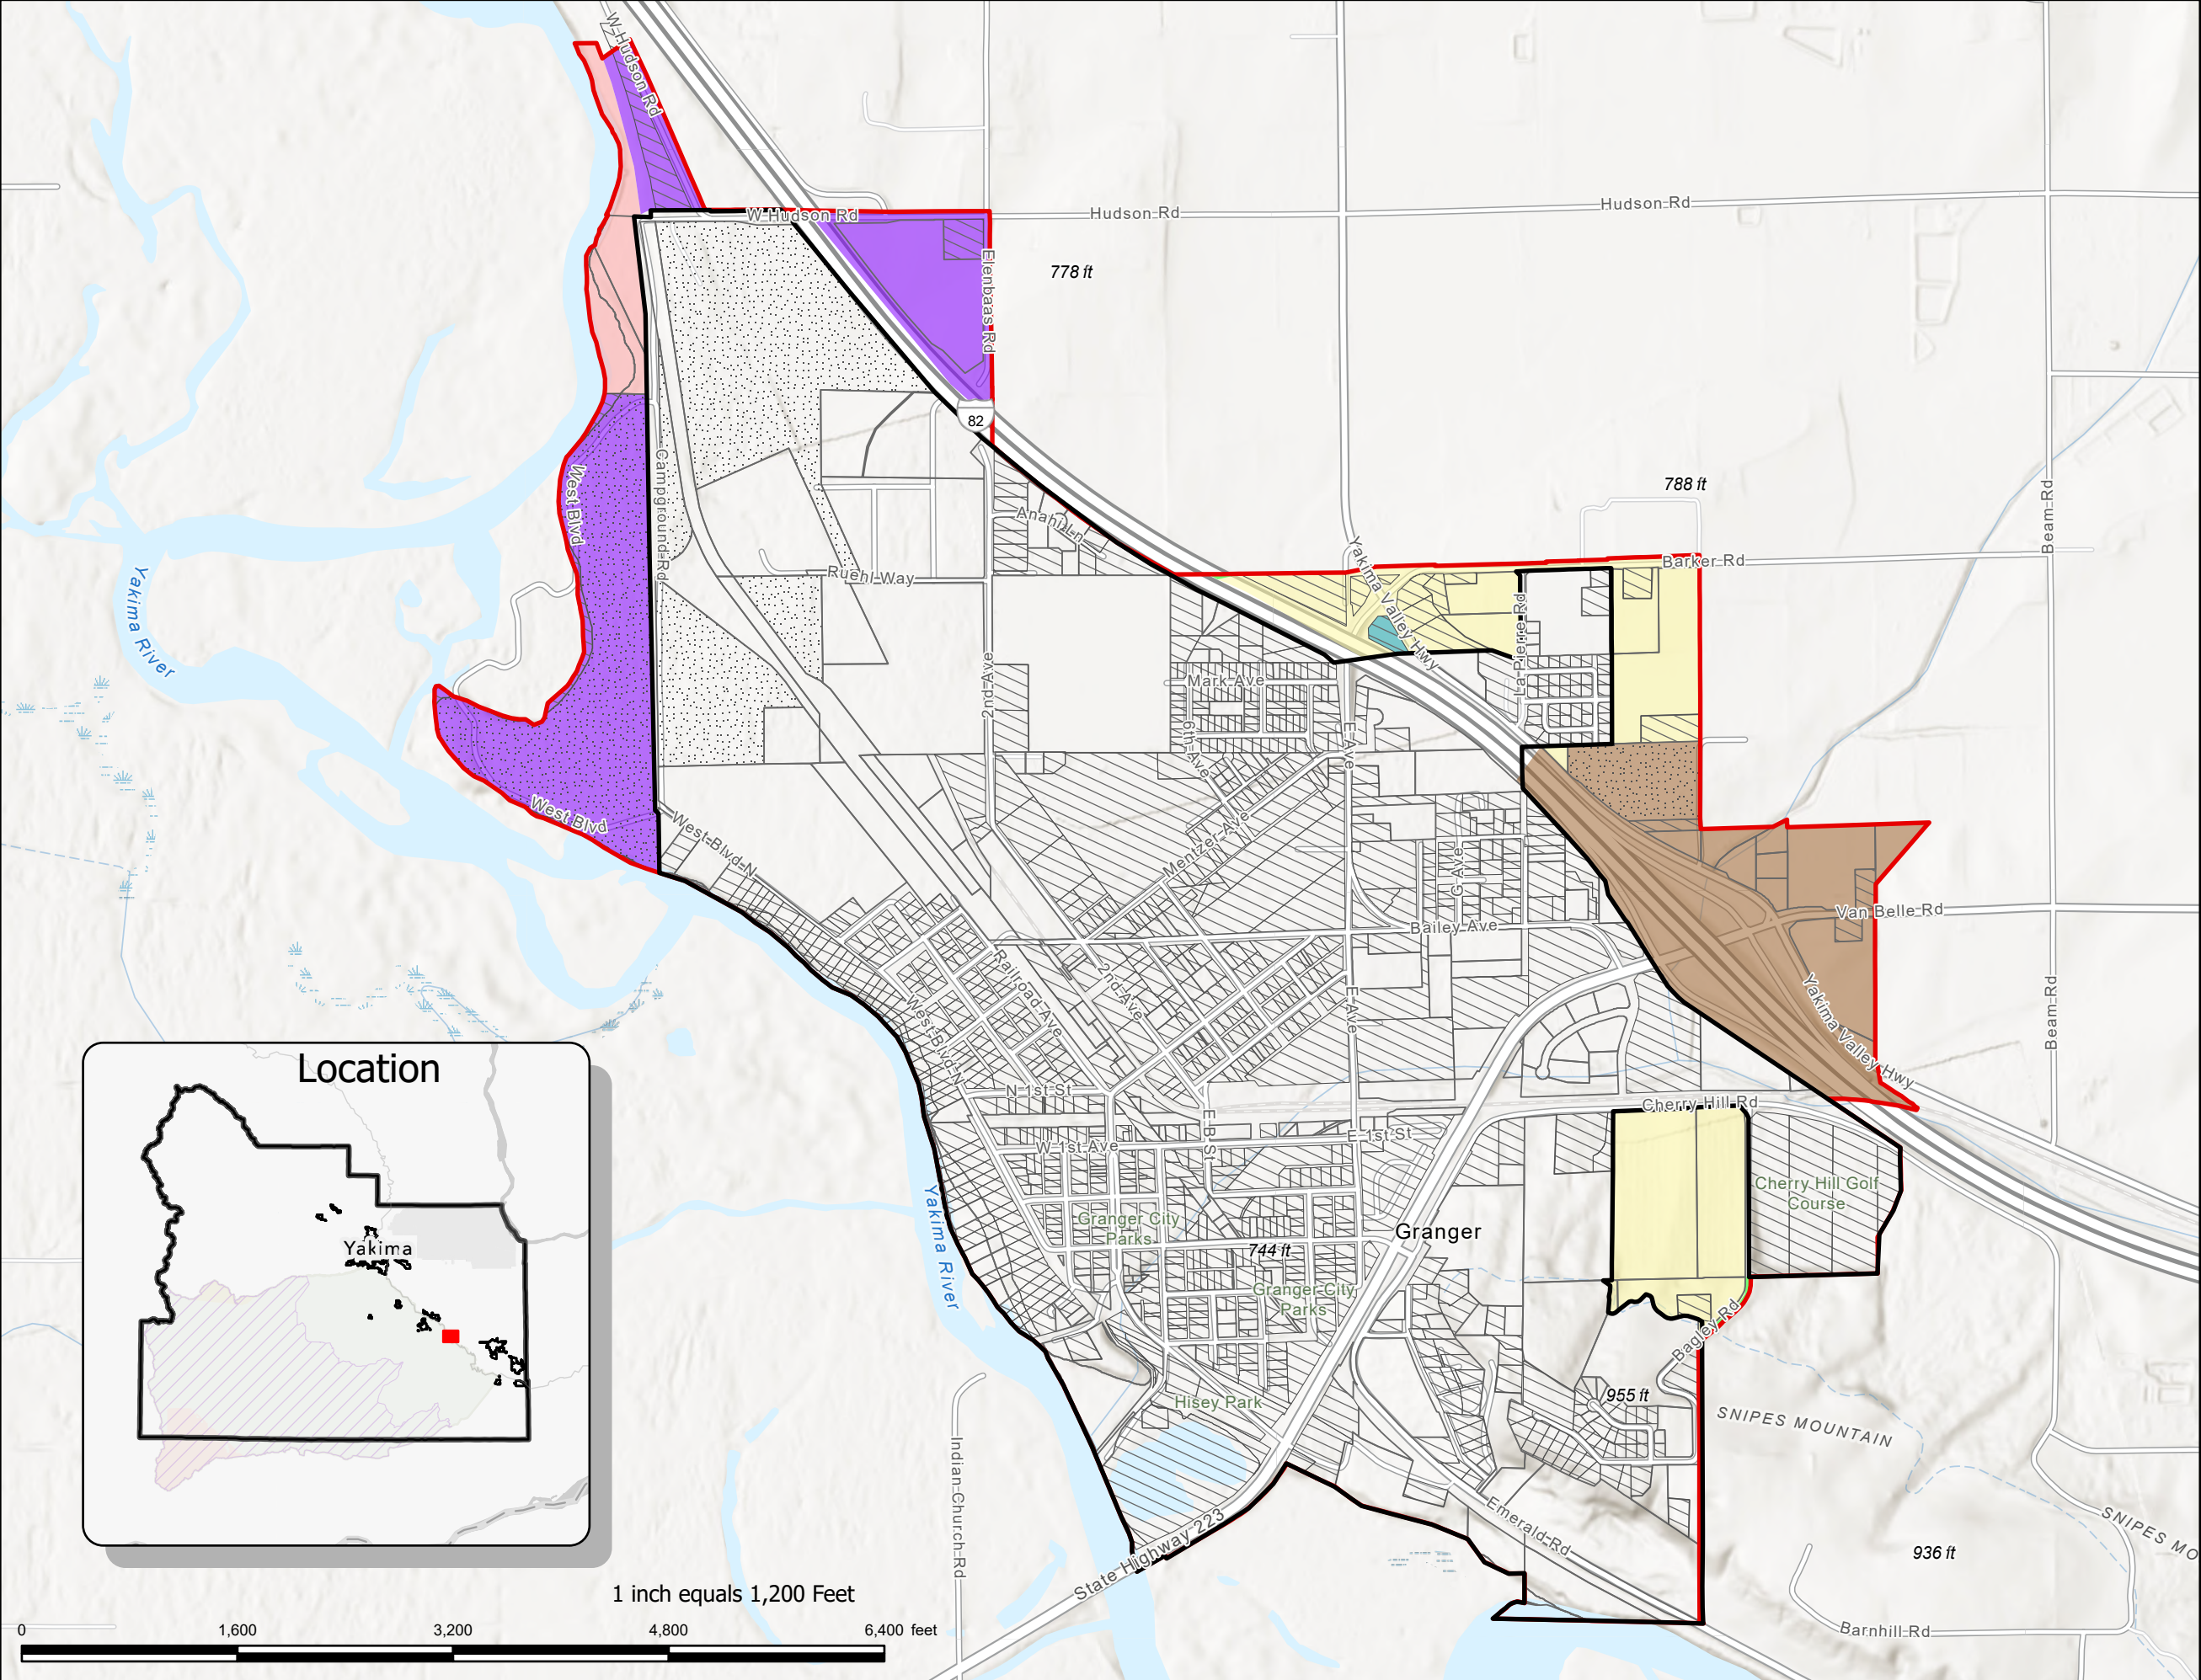 W Hudson Rd
W Hudson Rd
Hudson Rd
Hudson Rd
Elenbaas Rd
778 ft
82
788 ft
Beam Rd
West Blvd
Campground Rd
Anahi Ln
Yakima Valley Hwy
Barker Rd
Yakima River
Ruehl Way
La Pierre Rd
2nd Ave
Mark Ave
9th Ave
E Ave
West Blvd
West Blvd N
Mentzer Ave
G Ave
Van Belle Rd
Bailey Ave
Railroad Ave
2nd Ave
E Ave
West Blvd N
Yakima Valley Hwy
Beam Rd
N 1st St
E B St
Cherry Hill Rd
W 1st Ave
E 1st St
Cherry Hill Golf
Course
Yakima River
Granger City
Parks
Granger
744 ft
Granger City
Parks
Bagley Rd
Hisey Park
955 ft
SNIPES MOUNTAIN
Indian Church Rd
State Highway 223
Emerald Rd
936 ft
SNIPES MO
Barnhill Rd
Location
Yakima
1 inch equals 1,200 Feet
0 1,600 3,200 4,800 6,400 feet